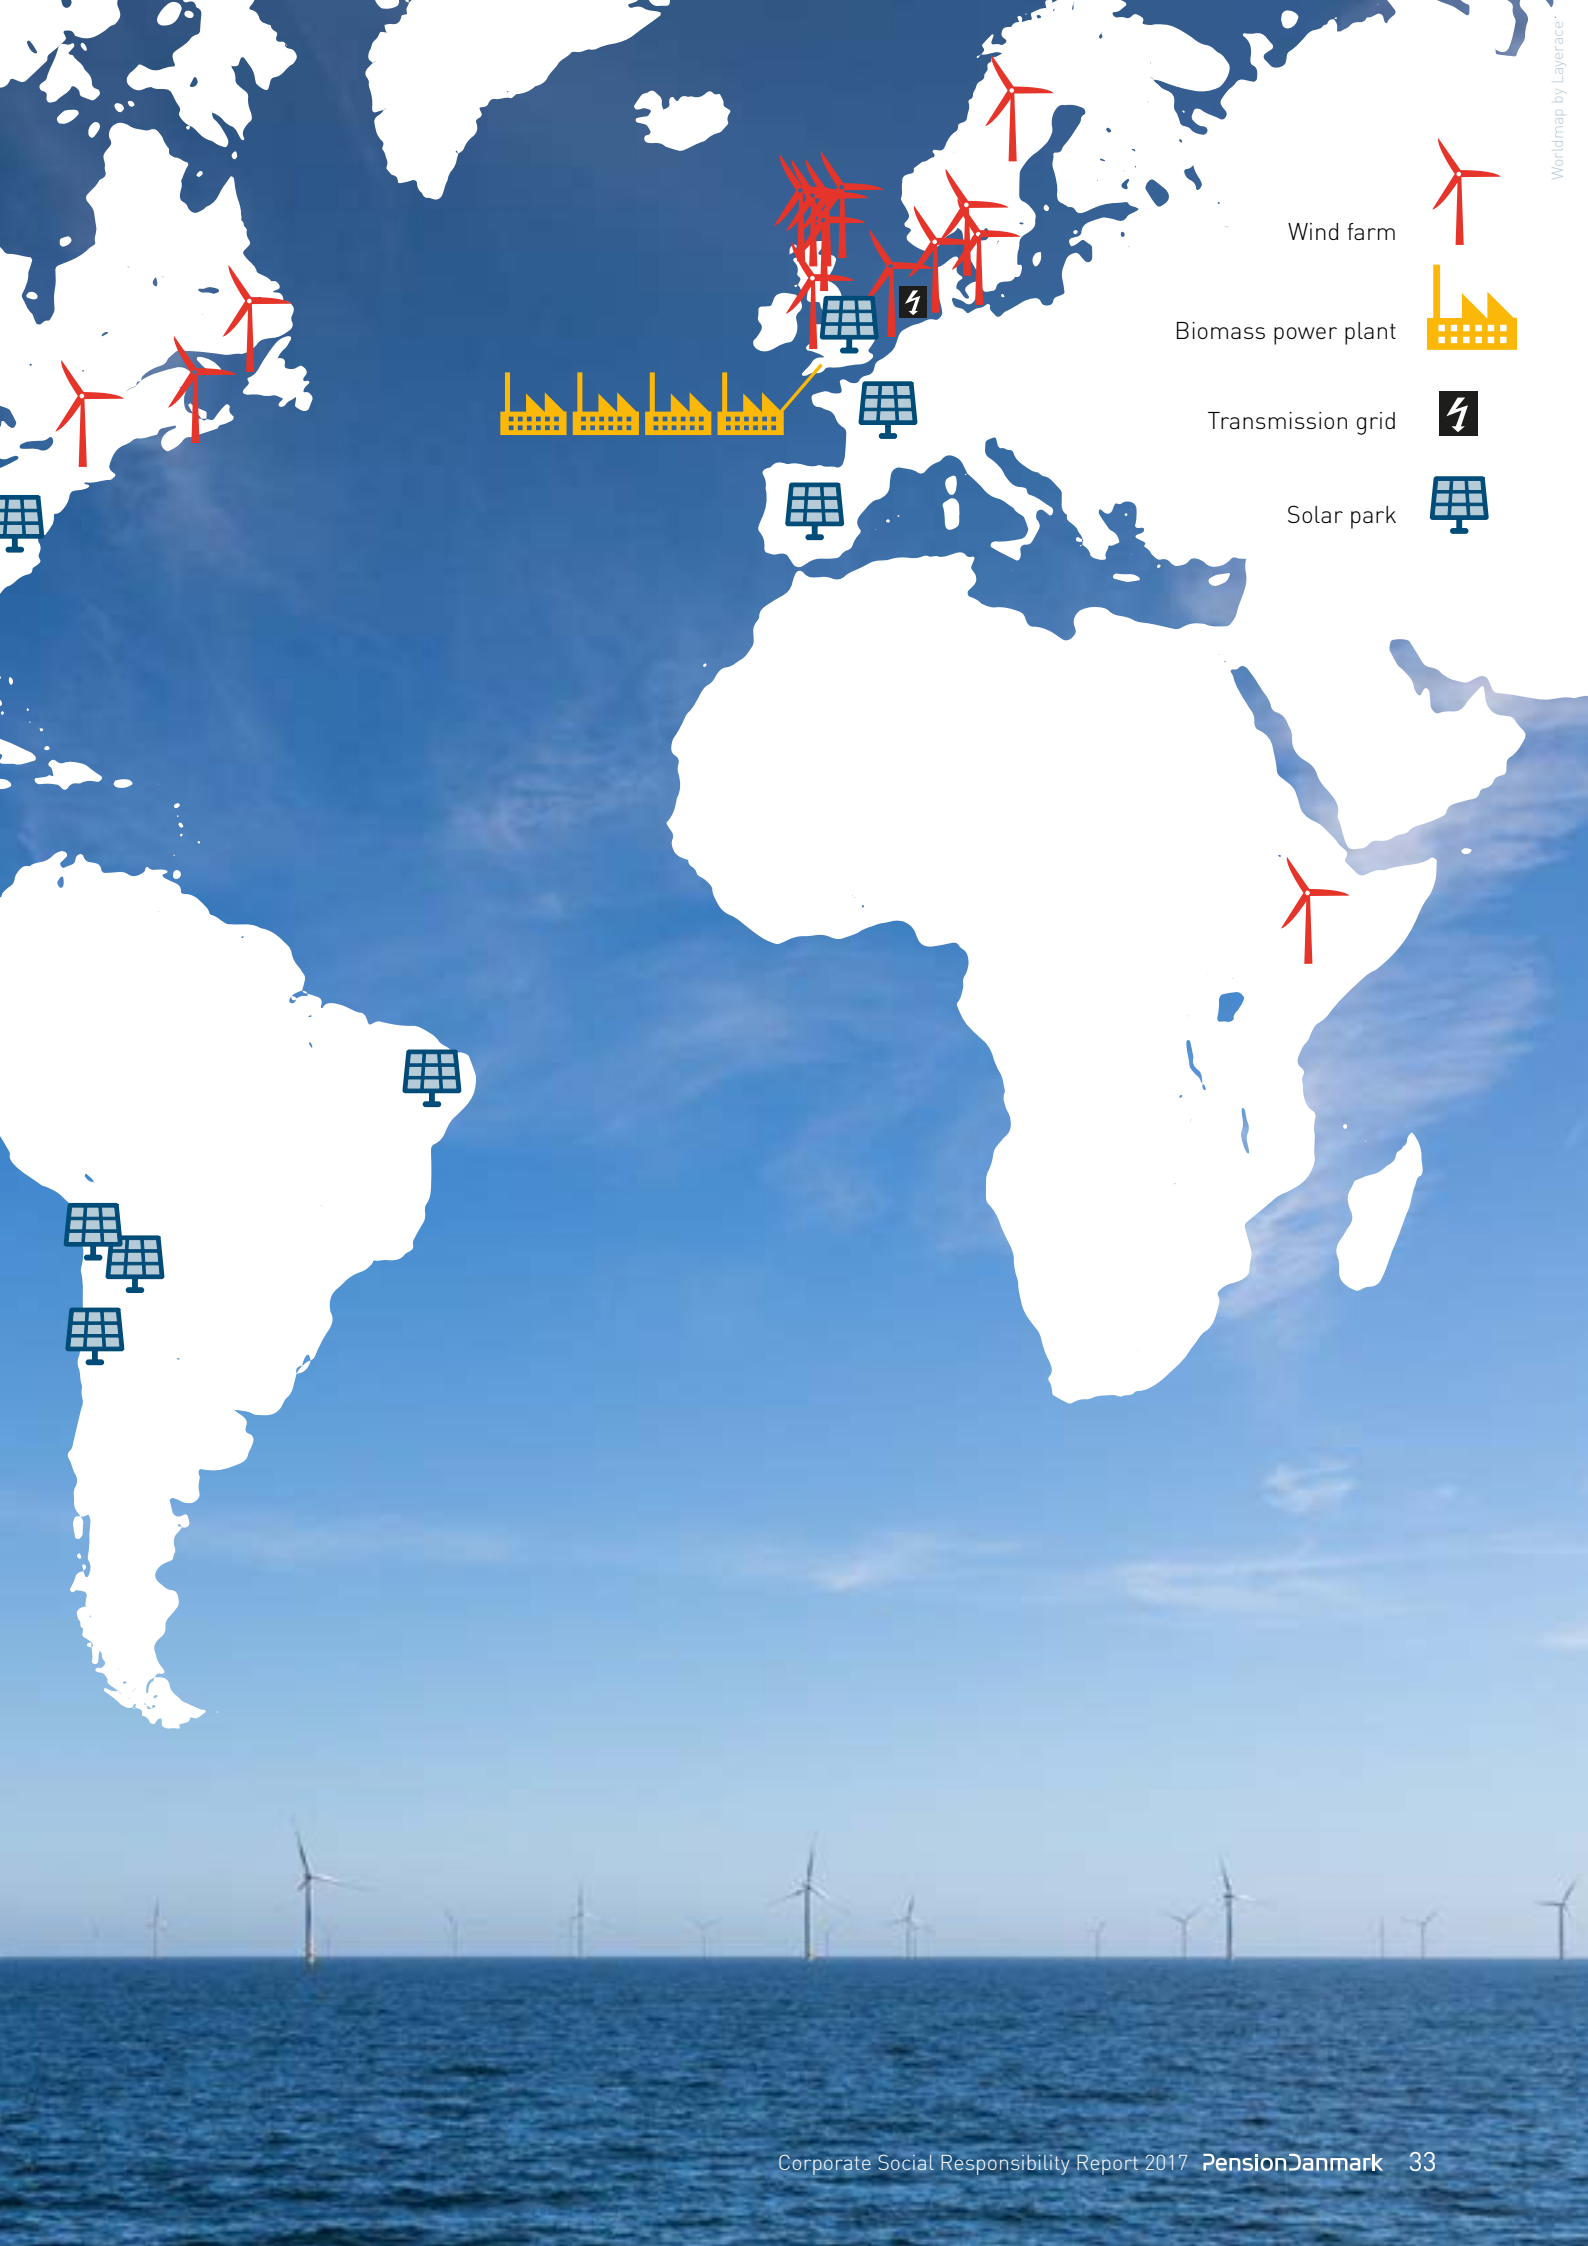 Worldmap by Layerace
Wind farm
Biomass power plant
Transmission grid
Solar park
Corporate Social Responsibility Report 2017 PensionDanmark 33